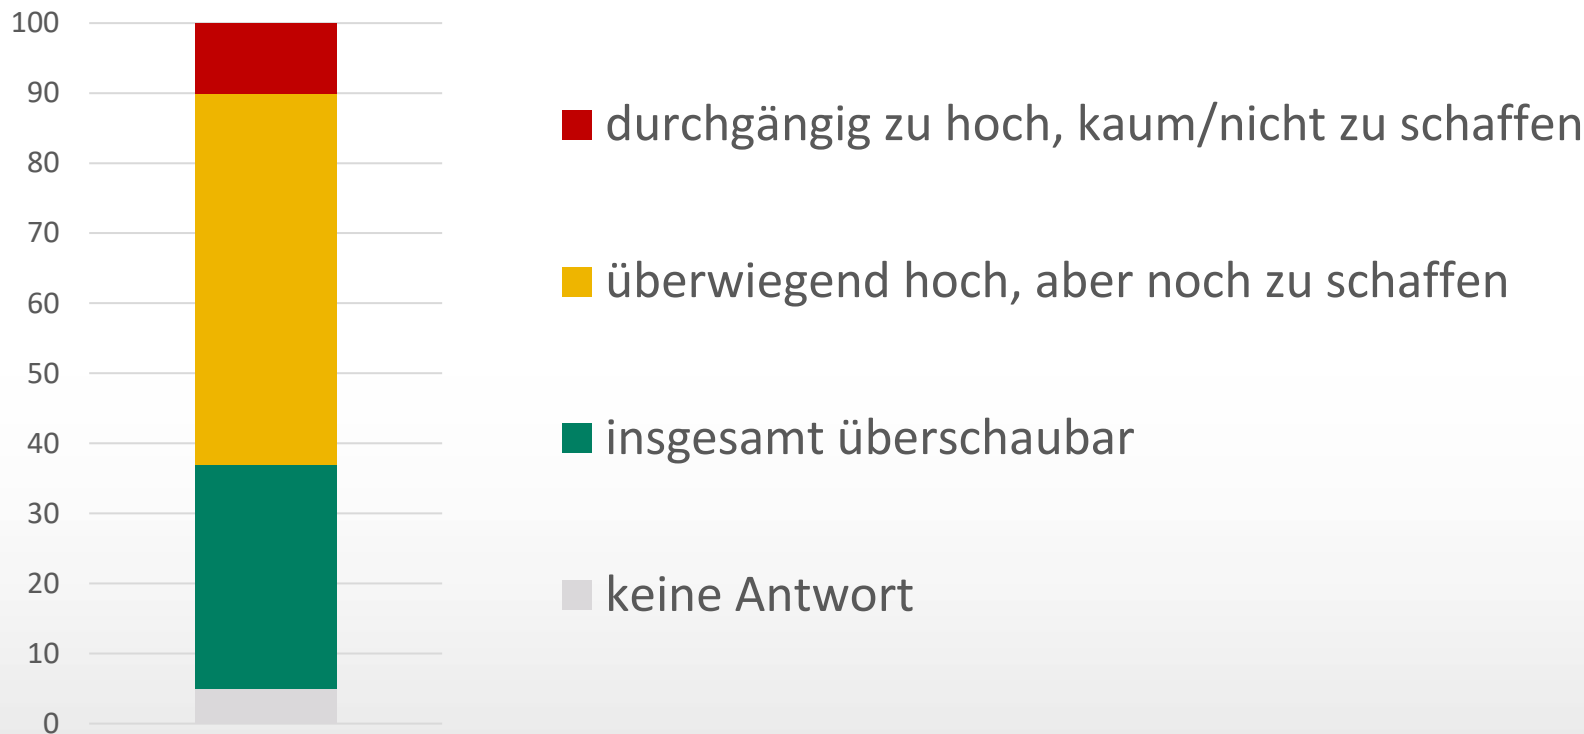 100
90
80
70
60
50
40
30
20
10
0
durchgängig zu hoch, kaum/nicht zu schaffen
überwiegend hoch, aber noch zu schaffen
insgesamt überschaubar
keine Antwort